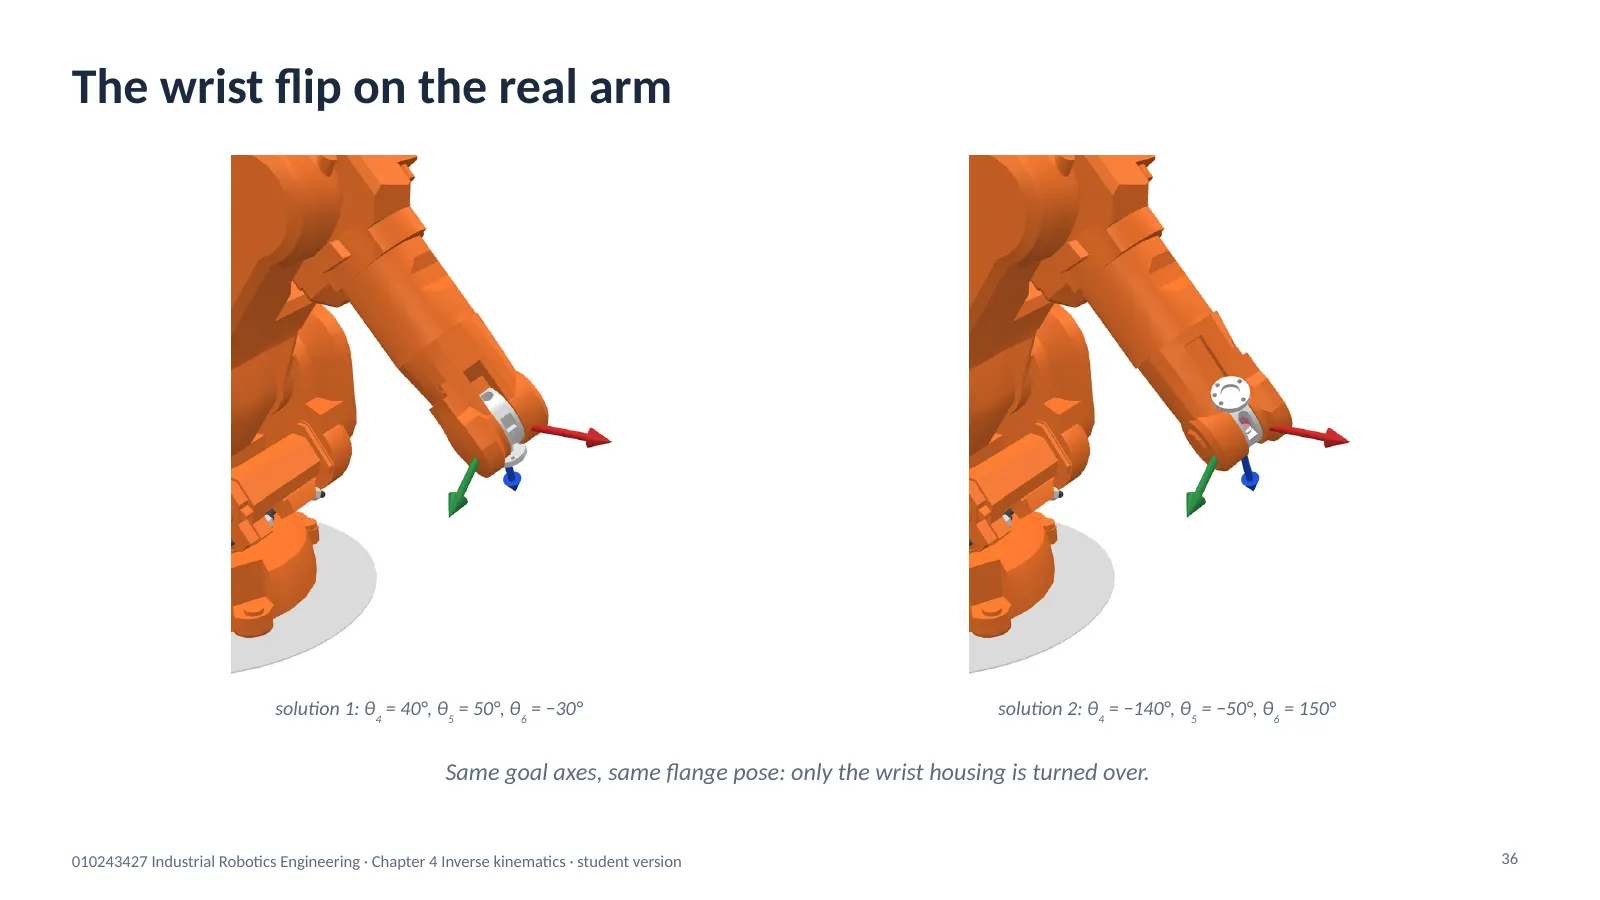 The wrist flip on the real arm
solution 1: θ₄ = 40°, θ₅ = 50°, θ₆ = −30°
solution 2: θ₄ = −140°, θ₅ = −50°, θ₆ = 150°
Same goal axes, same flange pose: only the wrist housing is turned over.
010243427 Industrial Robotics Engineering · Chapter 4 Inverse kinematics · student version
36